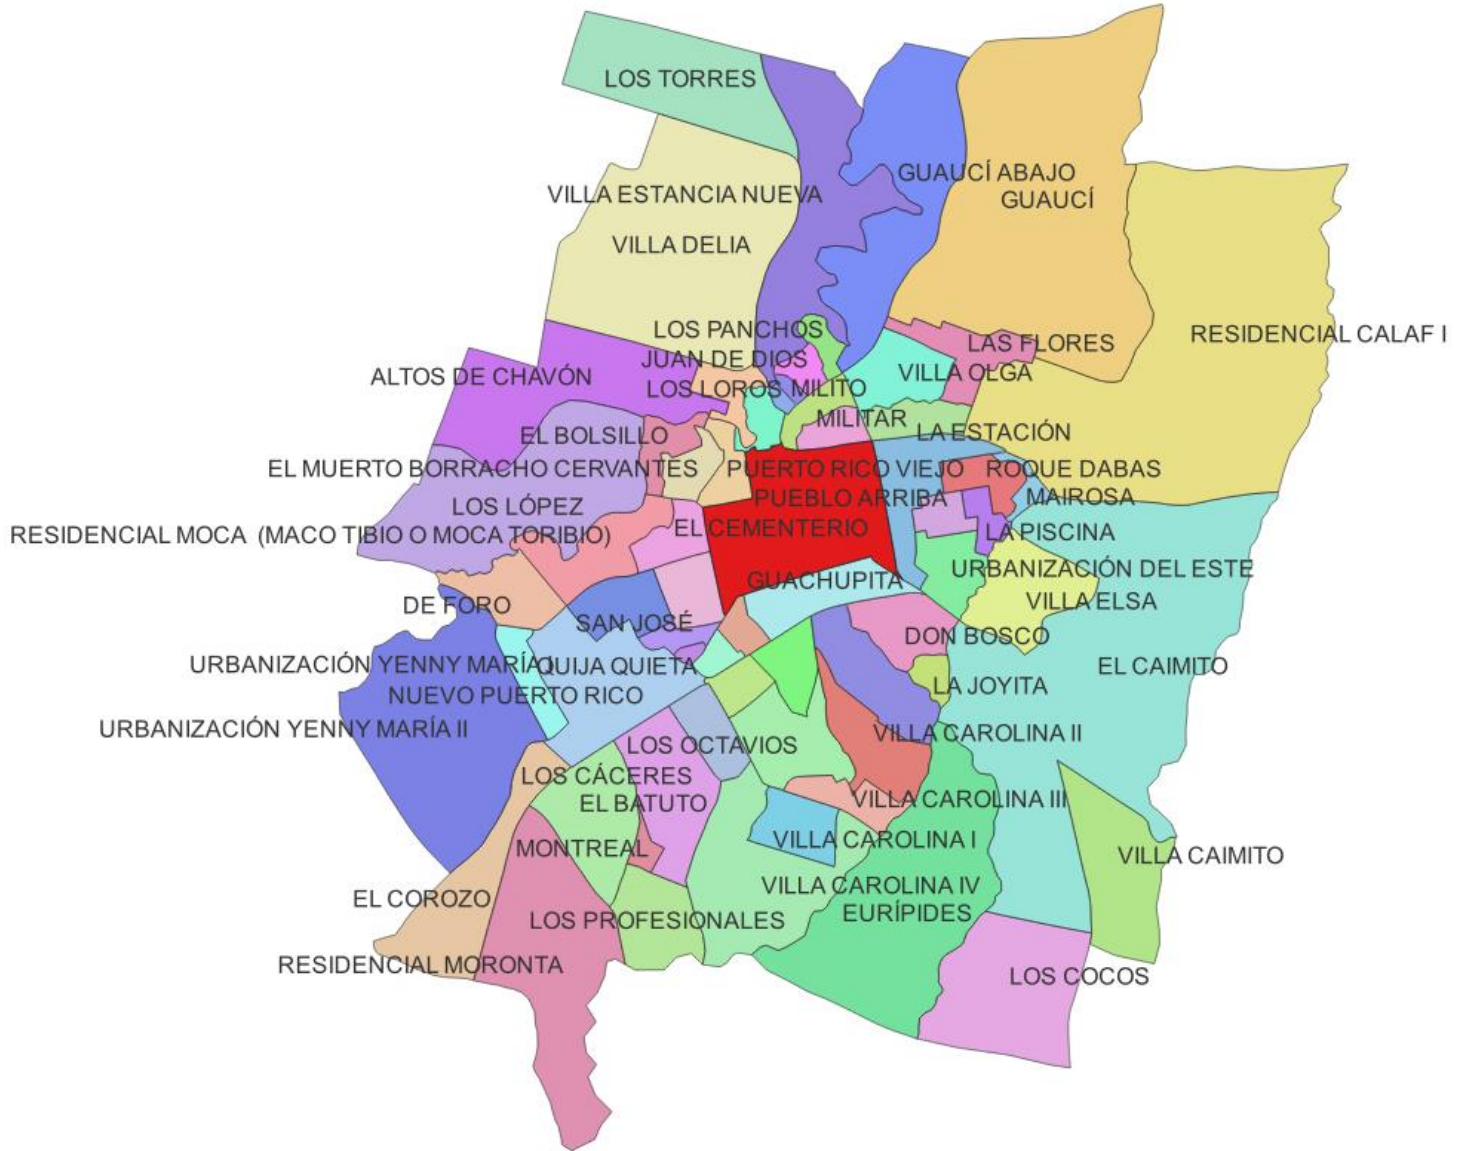 LOS TORRES
GUAUCÍ ABAJO
VILLA ESTANCIA NUEVA
GUAUCÍ
VILLA DELIA
LOS PANCHOS
RESIDENCIAL CALAF I
LAS FLORES
JUAN DE DIOS
ALTOS DE CHAVÓN
VILLA OLGA
LOS LOROS
MILITO
MILITAR
EL BOLSILLO
LA ESTACIÓN
EL MUERTO BORRACHO CERVANTES
PUERTO RICO VIEJO
ROQUE DABAS
PUEBLO ARRIBA
MAIROSA
LOS LÓPEZ
EL CEMENTERIO
LA PISCINA
RESIDENCIAL MOCA (MACO TIBIO O MOCA TORIBIO)
URBANIZACIÓN DEL ESTE
GUACHUPITA
VILLA ELSA
DE FORO
SAN JOSÉ
DON BOSCO
URBANIZACIÓN YENNY MARÍA I
QUIJA QUIETA
EL CAIMITO
LA JOYITA
NUEVO PUERTO RICO
URBANIZACIÓN YENNY MARÍA II
VILLA CAROLINA II
LOS OCTAVIOS
LOS CÁCERES
EL BATUTO
VILLA CAROLINA III
VILLA CAROLINA I
MONTREAL
VILLA CAIMITO
VILLA CAROLINA IV
EL COROZO
EURÍPIDES
LOS PROFESIONALES
RESIDENCIAL MORONTA
LOS COCOS